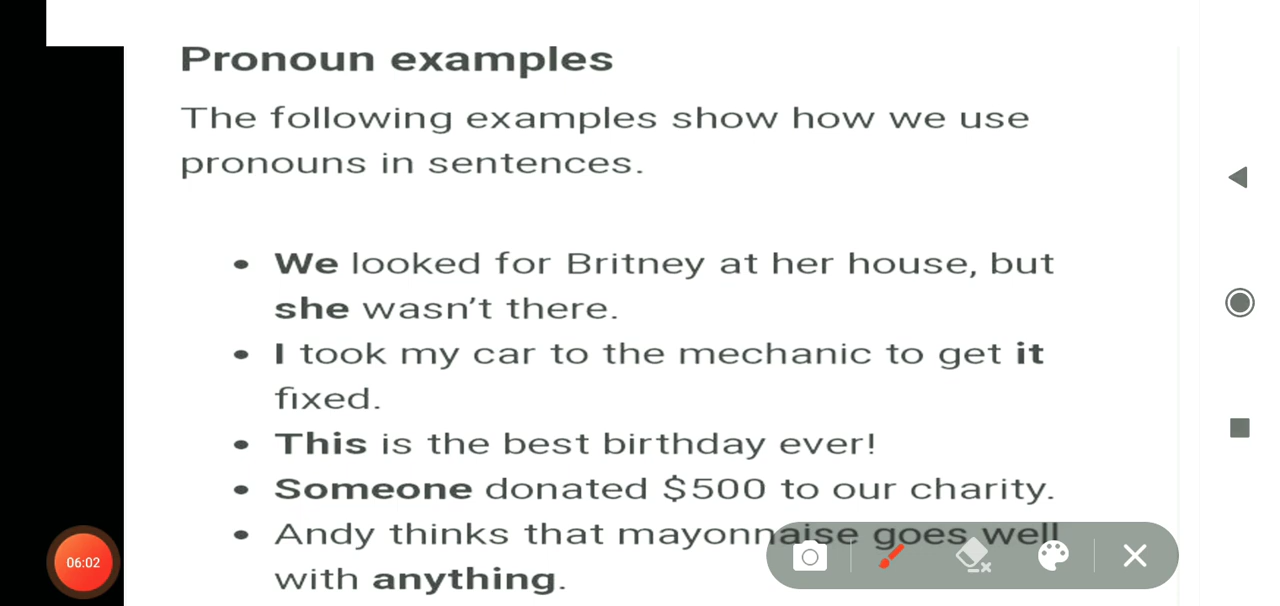 Pronoun examples
The following examples show how we use
pronouns in sentences.
• We looked for Britney at her house, but
she wasn’t there.
• I took my car to the mechanic to get it
fixed.
• This is the best birthday ever!
• Someone donated $500 to our charity.
• Andy thinks that mayonnaise goes well
with anything.
06:02